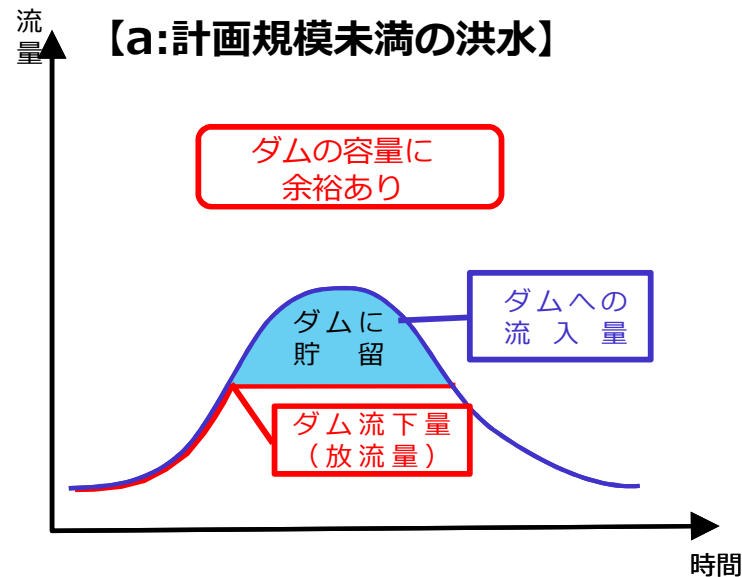 流
量
【a:計画規模未満の洪水】
ダムの容量に
余裕あり
ダムへの
流入量
ダムに
貯留
ダム流下量
（放流量）
時間